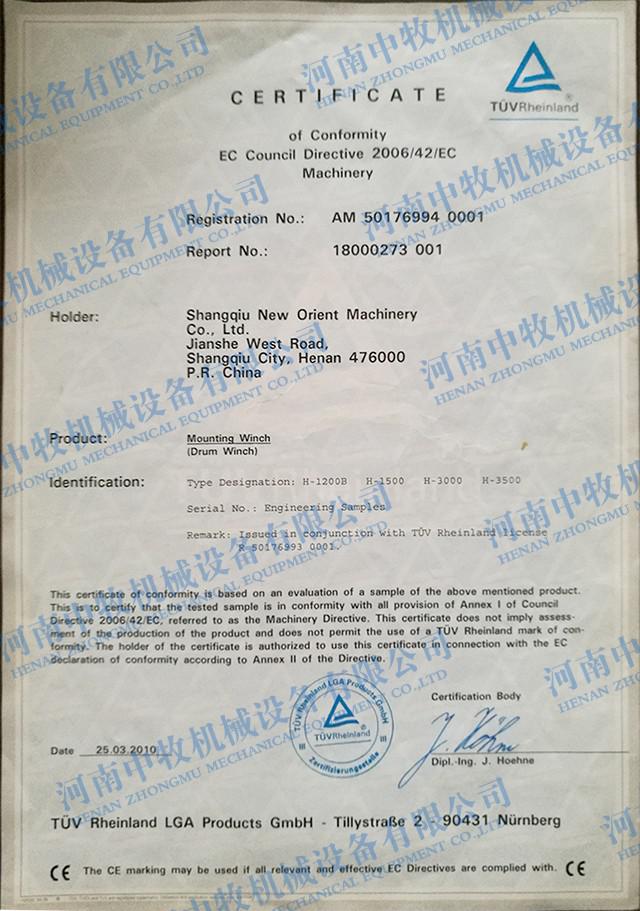 CERTIFICATE
TÜVRheinland®
of Conformity
EC Council Directive 2006/42/EC
Machinery
Registration No.: AM 50176994 0001
Report No.: 18000273 001
Holder: Shangqiu New Orient Machinery
Co., Ltd.
Jianshe West Road,
Shangqiu City, Henan 476000
P.R. China
Product: Mounting Winch
(Drum Winch)
Identification: Type Designation: H-1200B H-1500 H-3000 H-3500
Serial No.: Engineering Samples
Remark: Issued in conjunction with TÜV Rheinland license
R 50176993 0001.
This certificate of conformity is based on an evaluation of a sample of the above mentioned product.
This is to certify that the tested sample is in conformity with all provision of Annex I of Council
Directive 2006/42/EC, referred to as the Machinery Directive. This certificate does not imply assess-
ment of the production of the product and does not permit the use of a TÜV Rheinland mark of con-
formity. The holder of the certificate is authorized to use this certificate in connection with the EC
declaration of conformity according to Annex II of the Directive.
Certification Body
TÜV Rheinland LGA Products GmbH
TÜVRheinland®
Zertifizierungsstelle
Date 25.03.2010
J. Höhne
Dipl.-Ing. J. Hoehne
TÜV Rheinland LGA Products GmbH - Tillystraße 2 - 90431 Nürnberg
CE The CE marking may be used if all relevant and effective EC Directives are complied with. CE
河南中牧机械设备有限公司
HENAN ZHONGMU MECHANICAL EQUIPMENT CO.,LTD